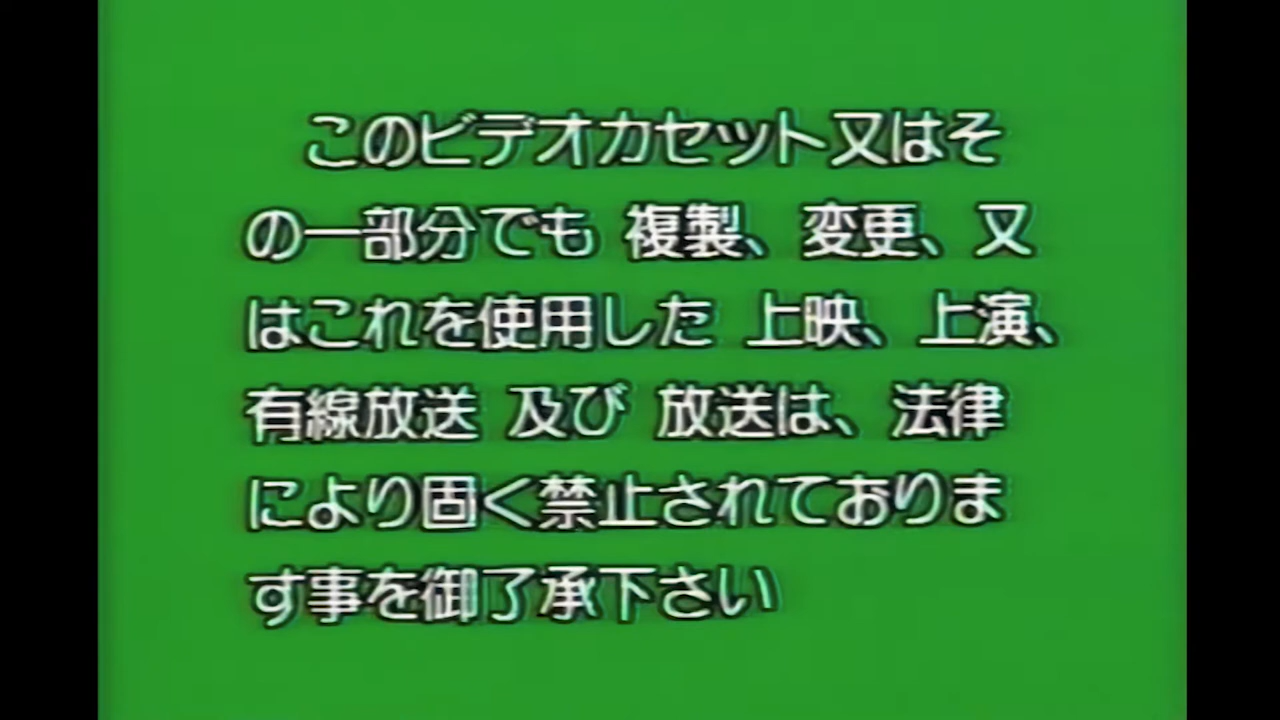 このビデオカセット又はそ
の一部分でも 複製、変更、又
はこれを使用した 上映、上演、
有線放送 及び 放送は、法律
により固く禁止されておりま
す事を御了承下さい